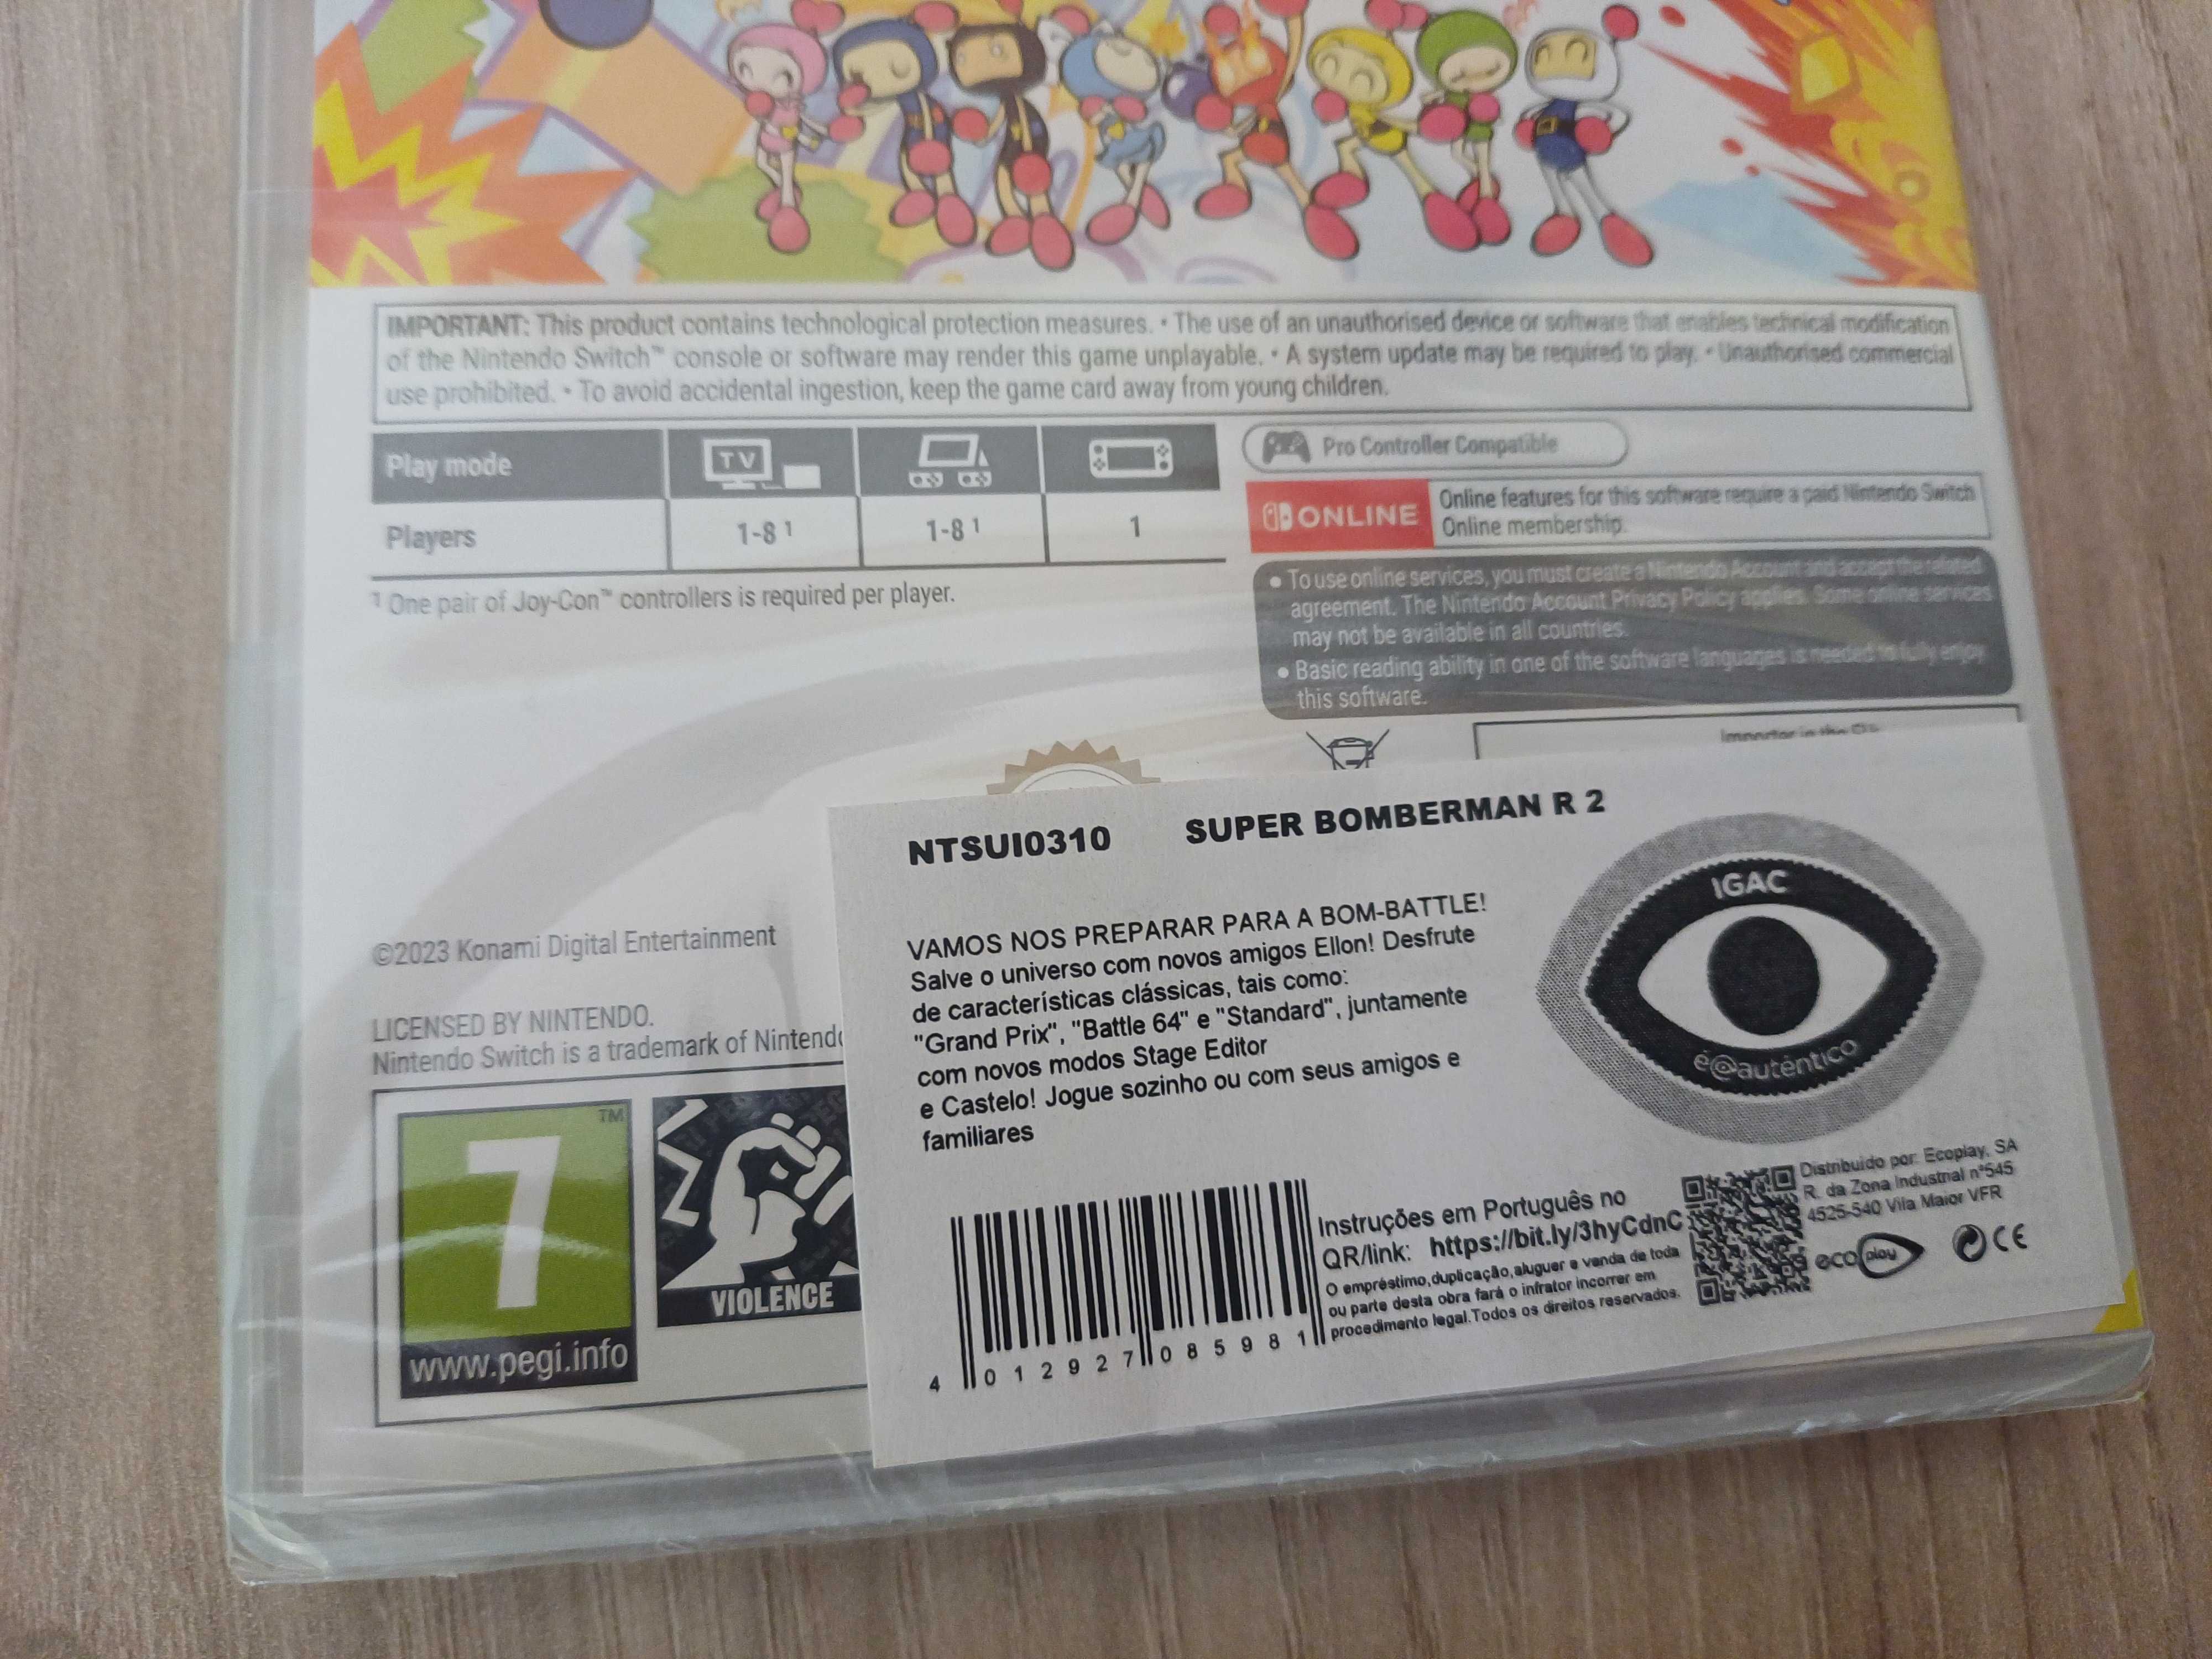 IMPORTANT: This product contains technological protection measures. • The use of an unauthorised device or software that enables technical modification
of the Nintendo Switch™ console or software may render this game unplayable. • A system update may be required to play. • Unauthorised commercial
use prohibited. • To avoid accidental ingestion, keep the game card away from young children.
Play mode TV
Players 1-8 ¹ 1-8 ¹ 1
¹ One pair of Joy-Con™ controllers is required per player.
Pro Controller Compatible
ONLINE
Online features for this software require a paid Nintendo Switch
Online membership.
• To use online services, you must create a Nintendo Account and accept the related
agreement. The Nintendo Account Privacy Policy applies. Some online services
may not be available in all countries.
• Basic reading ability in one of the software languages is needed to fully enjoy
this software.
Importer in the
NTSUI0310 SUPER BOMBERMAN R 2
VAMOS NOS PREPARAR PARA A BOM-BATTLE!
Salve o universo com novos amigos Ellon! Desfrute
de características clássicas, tais como:
"Grand Prix", "Battle 64" e "Standard", juntamente
com novos modos Stage Editor
e Castelo! Jogue sozinho ou com seus amigos e
familiares
IGAC
é@autêntico
4 012927 085981
Instruções em Português no
QR/link: https://bit.ly/3hyCdnC
O empréstimo,duplicação,aluguer e venda de toda
ou parte desta obra fará o infrator incorrer em
procedimento legal.Todos os direitos reservados.
Distribuído por: Ecoplay, SA
R. da Zona Industrial nº545
4525-540 Vila Maior VFR
eco play CE
©2023 Konami Digital Entertainment
LICENSED BY NINTENDO.
Nintendo Switch is a trademark of Nintendo
7 ™
www.pegi.info
VIOLENCE